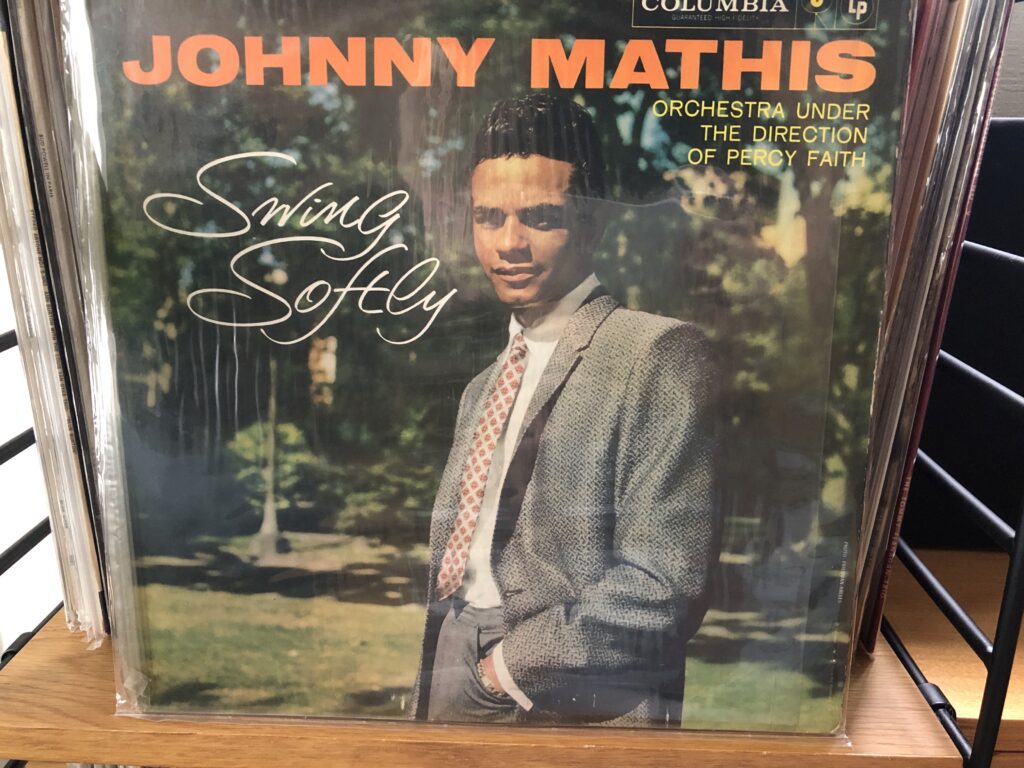 COLUMBIA
GUARANTEED HIGH-FIDELITY
Lp
JOHNNY MATHIS
ORCHESTRA UNDER
THE DIRECTION
OF PERCY FAITH
Swing
Softly